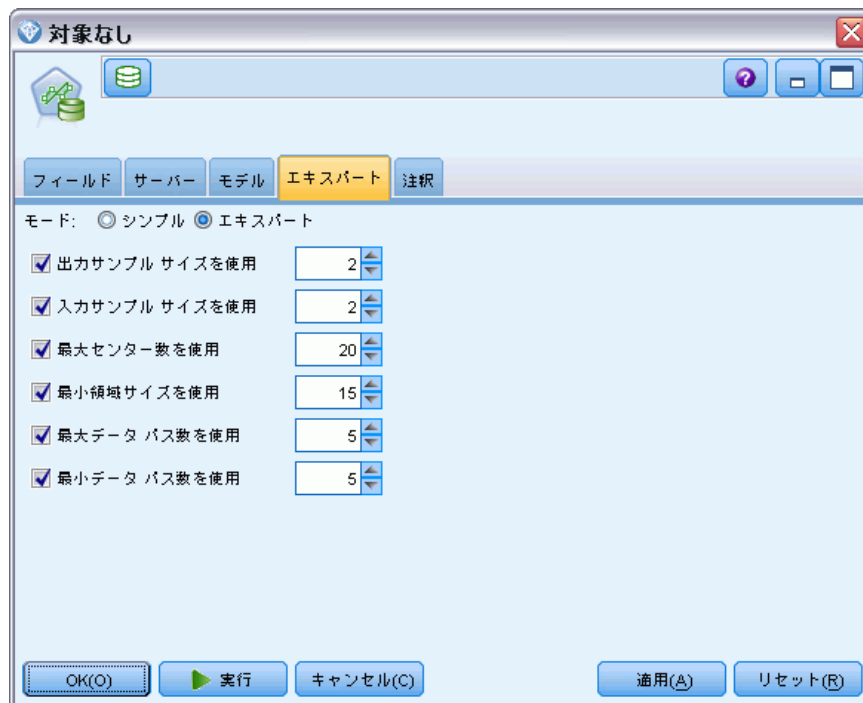 対象なし
フィールド サーバー モデル エキスパート 注釈
モード: シンプル エキスパート
出力サンプル サイズを使用 2
入力サンプル サイズを使用 2
最大センター数を使用 20
最小領域サイズを使用 15
最大データ パス数を使用 5
最小データ パス数を使用 5
OK(O) 実行 キャンセル(C) 適用(A) リセット(R)